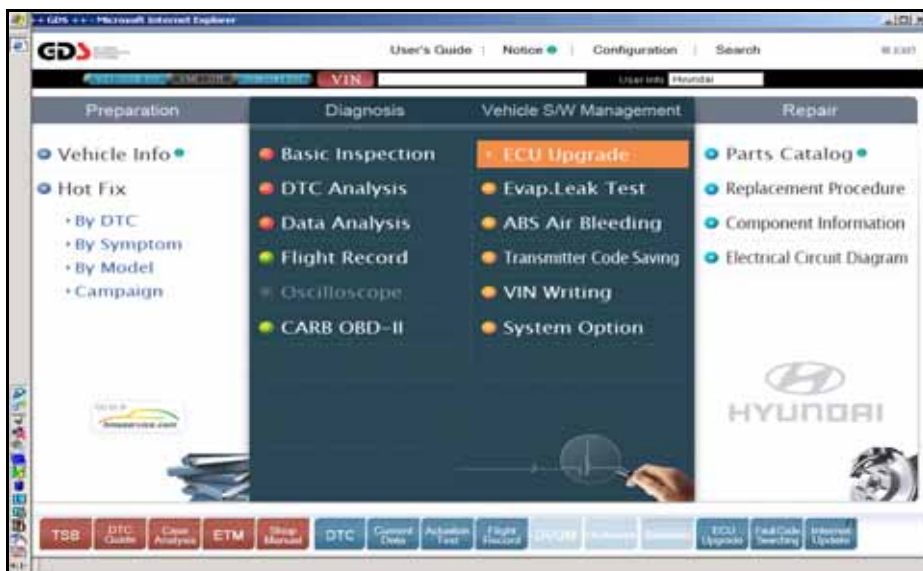 ++ GDS ++ - Microsoft Internet Explorer
GDS
User's Guide
Notice
Configuration
Search
EXIT
VIN
User Info
Hyundai
Preparation
Diagnosis
Vehicle S/W Management
Repair
Vehicle Info
Hot Fix
By DTC
By Symptom
By Model
Campaign
Basic Inspection
DTC Analysis
Data Analysis
Flight Record
Oscilloscope
CARB OBD-II
ECU Upgrade
Evap.Leak Test
ABS Air Bleeding
Transmitter Code Saving
VIN Writing
System Option
Parts Catalog
Replacement Procedure
Component Information
Electrical Circuit Diagram
HYUNDAI
TSB
DTC
Guide
Case
Analysis
ETM
Shop
Manual
DTC
Current
Data
Actuation
Test
Flight
Record
DVOM
ECU
Upgrade
Fault Code
Searching
Internet
Update